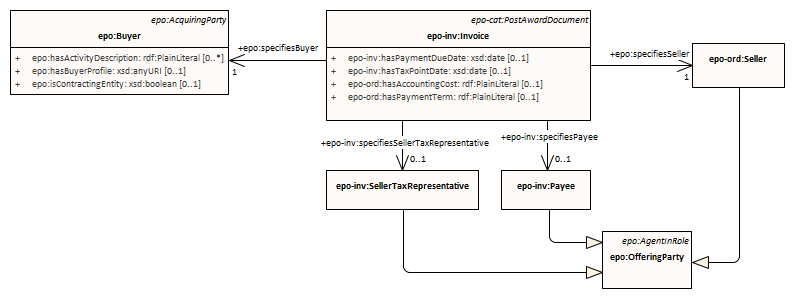 epo:AcquiringParty
epo:Buyer
+ epo:hasActivityDescription: rdf:PlainLiteral [0..*]
+ epo:hasBuyerProfile: xsd:anyURI [0..1]
+ epo:isContractingEntity: xsd:boolean [0..1]
+epo:specifiesBuyer
1
epo-cat:PostAwardDocument
epo-inv:Invoice
+ epo-inv:hasPaymentDueDate: xsd:date [0..1]
+ epo-inv:hasTaxPointDate: xsd:date [0..1]
+ epo-ord:hasAccountingCost: rdf:PlainLiteral [0..1]
+ epo-ord:hasPaymentTerm: rdf:PlainLiteral [0..1]
+epo:specifiesSeller
1
epo-ord:Seller
+epo-inv:specifiesSellerTaxRepresentative
0..1
+epo-inv:specifiesPayee
0..1
epo-inv:SellerTaxRepresentative
epo-inv:Payee
epo:AgentInRole
epo:OfferingParty